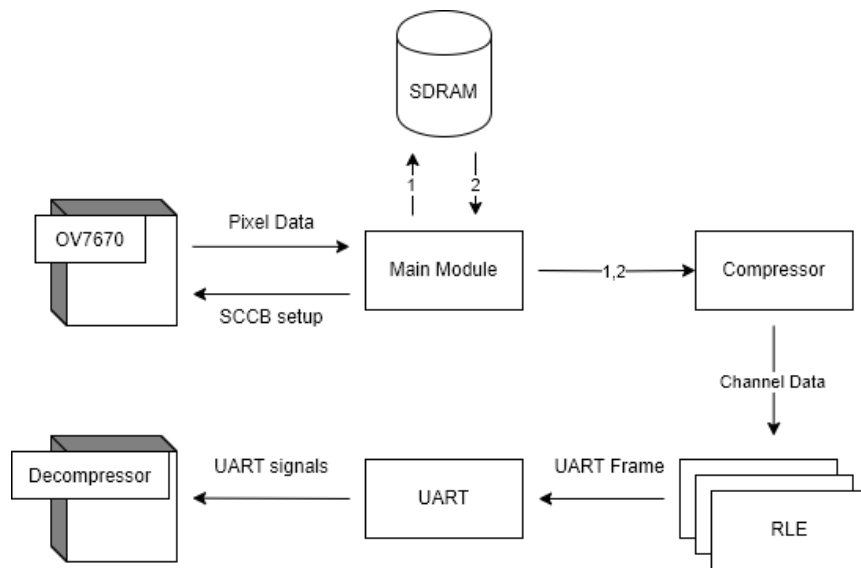 SDRAM
1
2
OV7670
Pixel Data
Main Module
1,2
Compressor
SCCB setup
Channel Data
Decompressor
UART signals
UART
UART Frame
RLE